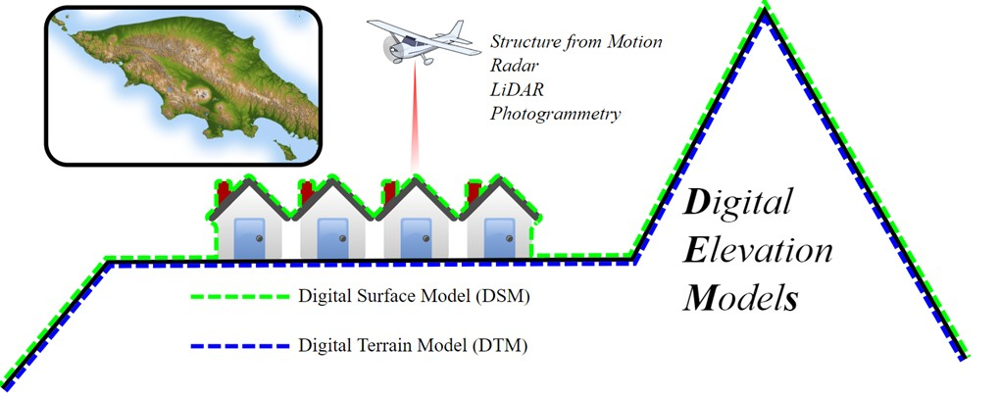 Structure from Motion
Radar
LiDAR
Photogrammetry
Digital
Elevation
Models
Digital Surface Model (DSM)
Digital Terrain Model (DTM)